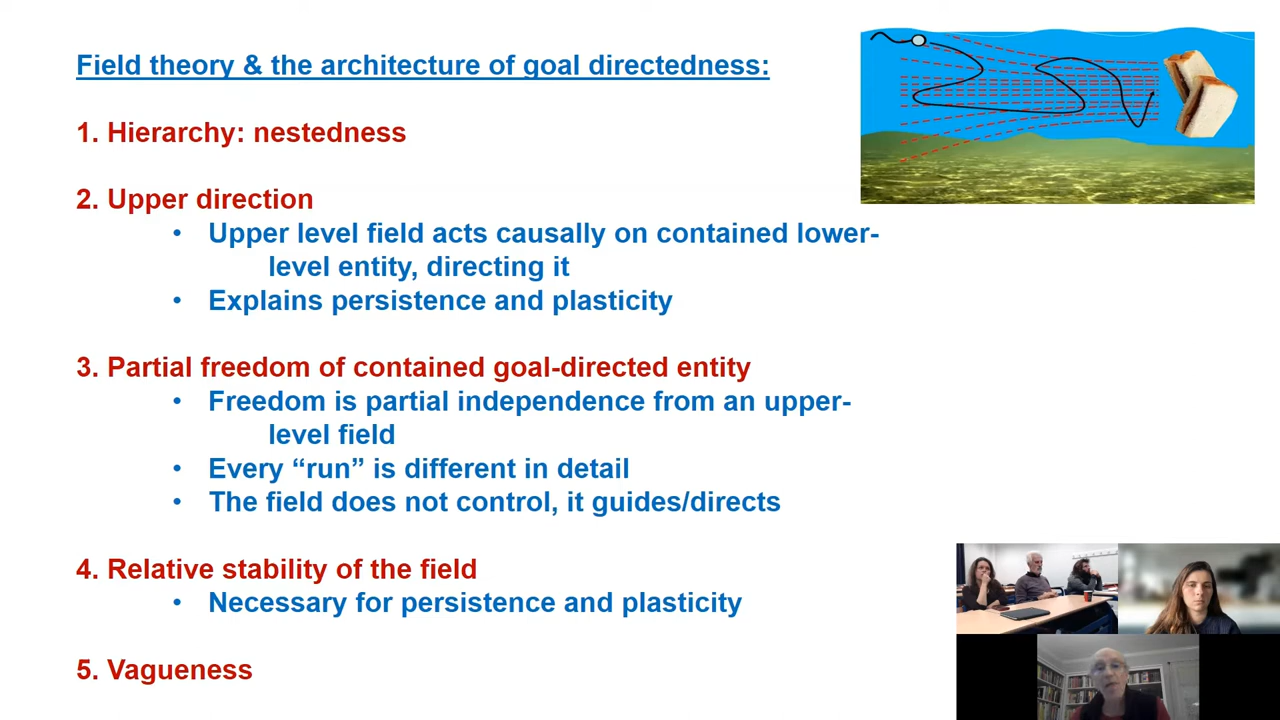 Field theory & the architecture of goal directedness:
1. Hierarchy: nestedness
2. Upper direction
• Upper level field acts causally on contained lower-
level entity, directing it
• Explains persistence and plasticity
3. Partial freedom of contained goal-directed entity
• Freedom is partial independence from an upper-
level field
• Every “run” is different in detail
• The field does not control, it guides/directs
4. Relative stability of the field
• Necessary for persistence and plasticity
5. Vagueness